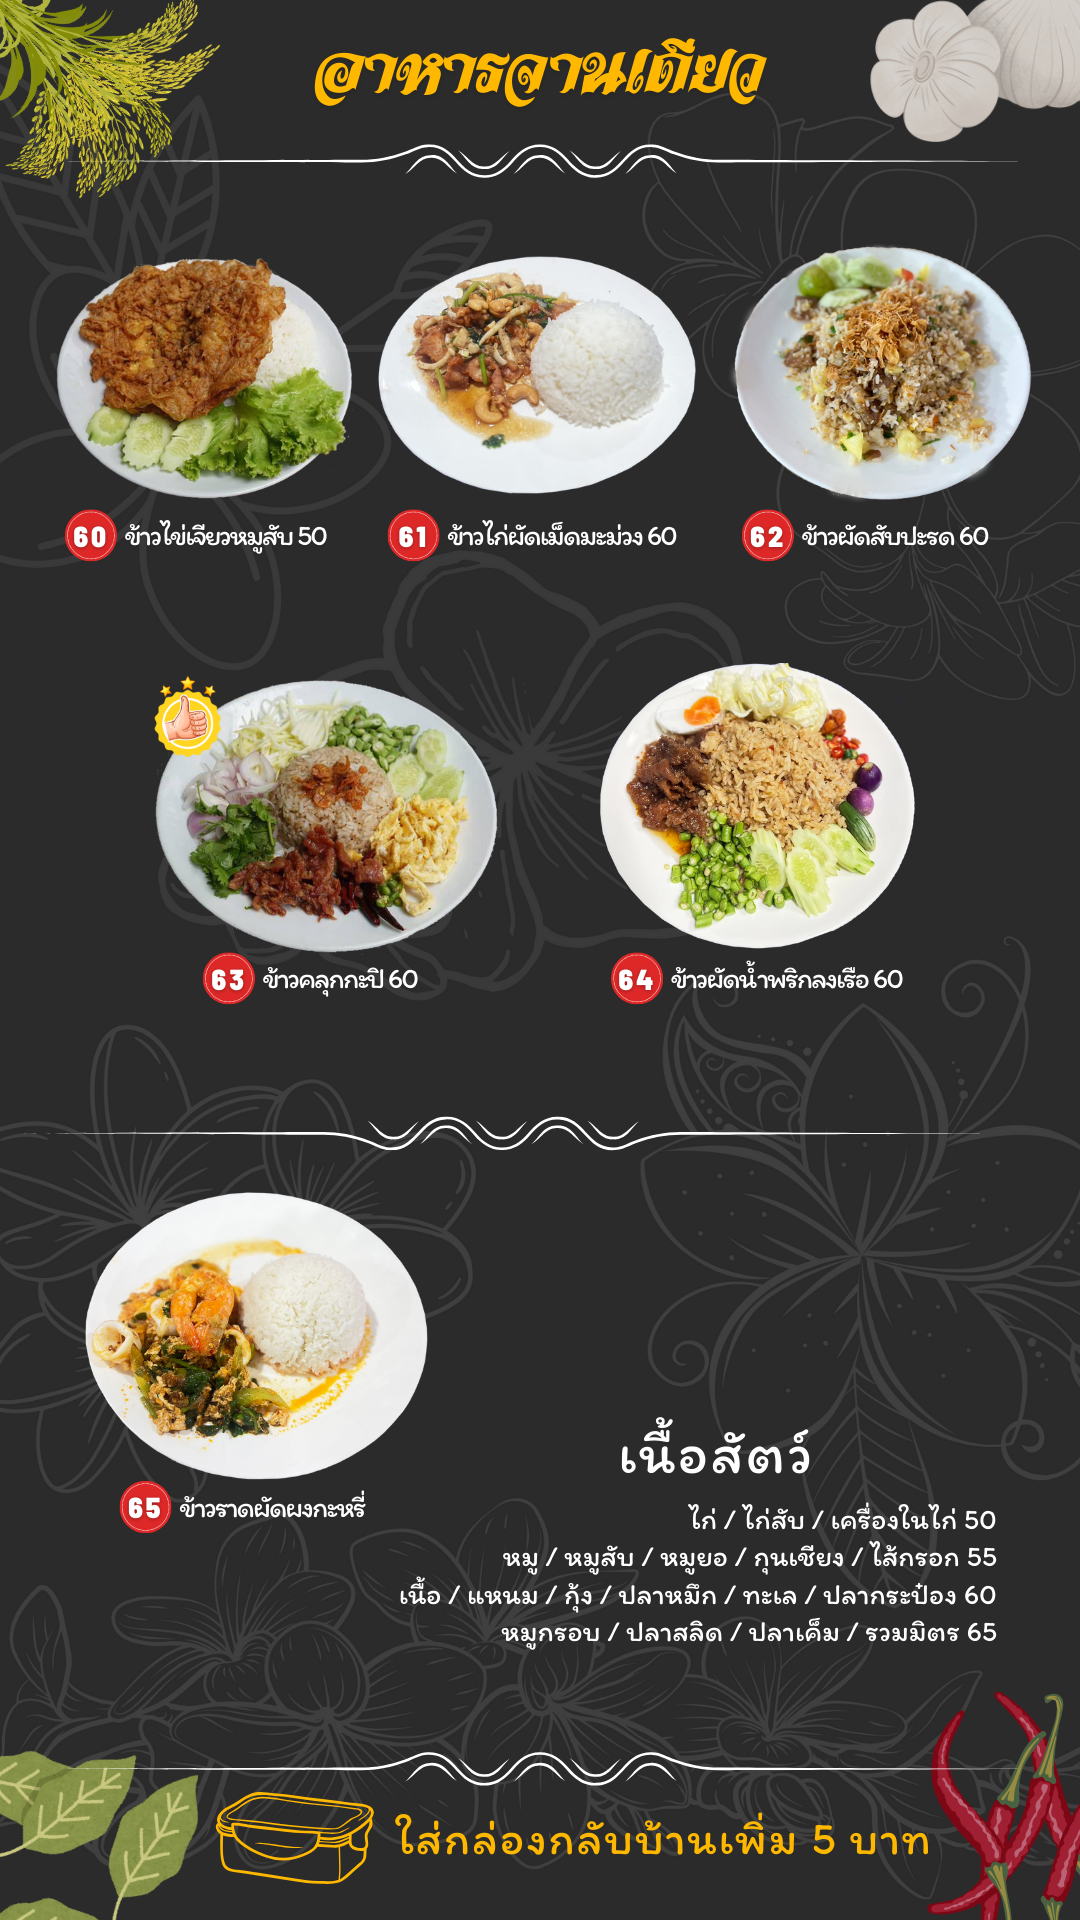 อาหารจานเดียว
60 ข้าวไข่เจียวหมูสับ 50
61 ข้าวไก่ผัดเม็ดมะม่วง 60
62 ข้าวผัดสับปะรด 60
63 ข้าวคลุกกะปิ 60
64 ข้าวผัดน้ำพริกลงเรือ 60
65 ข้าวราดผัดผงกะหรี่
เนื้อสัตว์
ไก่ / ไก่สับ / เครื่องในไก่ 50
หมู / หมูสับ / หมูยอ / กุนเชียง / ไส้กรอก 55
เนื้อ / แหนม / กุ้ง / ปลาหมึก / ทะเล / ปลากระป๋อง 60
หมูกรอบ / ปลาสลิด / ปลาเค็ม / รวมมิตร 65
ใส่กล่องกลับบ้านเพิ่ม 5 บาท